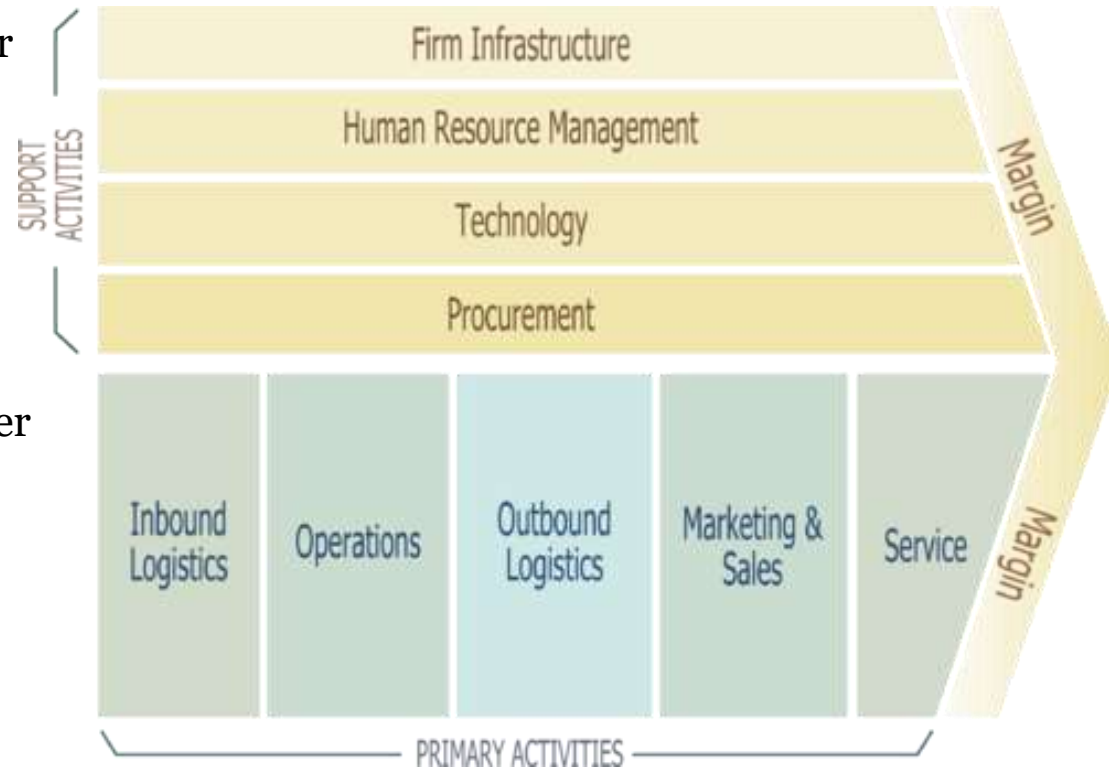 r
Firm Infrastructure
Human Resource Management
SUPPORT
ACTIVITIES
Technology
Procurement
Margin
er
Inbound
Logistics
Operations
Outbound
Logistics
Marketing &
Sales
Service
Margin
PRIMARY ACTIVITIES